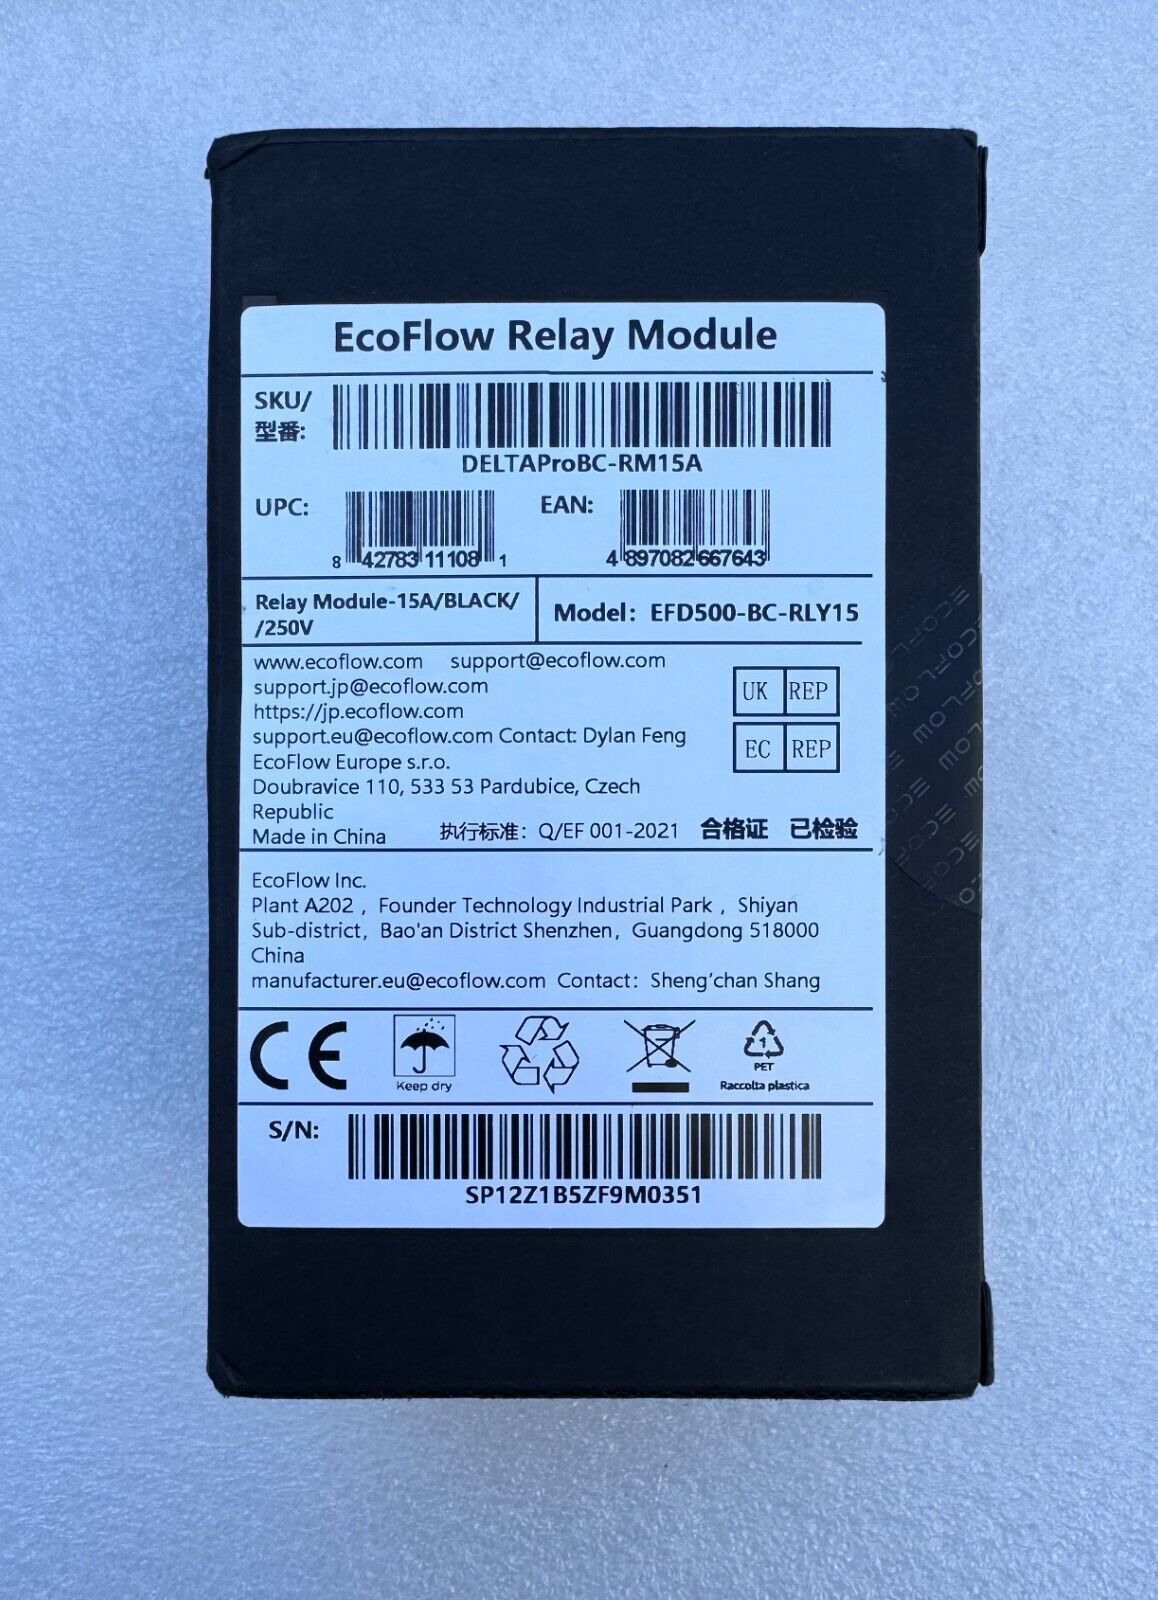 EcoFlow Relay Module
SKU/
型番:
DELTAProBC-RM15A
UPC:
8 42783 11108 1
EAN:
4 897082 667643
Relay Module-15A/BLACK/
/250V
Model: EFD500-BC-RLY15
www.ecoflow.com support@ecoflow.com
support.jp@ecoflow.com
https://jp.ecoflow.com
support.eu@ecoflow.com Contact: Dylan Feng
EcoFlow Europe s.r.o.
Doubravice 110, 533 53 Pardubice, Czech
Republic
Made in China
UK REP
EC REP
执行标准: Q/EF 001-2021 合格证 已检验
EcoFlow Inc.
Plant A202 , Founder Technology Industrial Park , Shiyan
Sub-district, Bao'an District Shenzhen, Guangdong 518000
China
manufacturer.eu@ecoflow.com Contact: Sheng'chan Shang
CE
Keep dry
1
PET
Raccolta plastica
S/N:
SP12Z1B5ZF9M0351
ECOFLOW